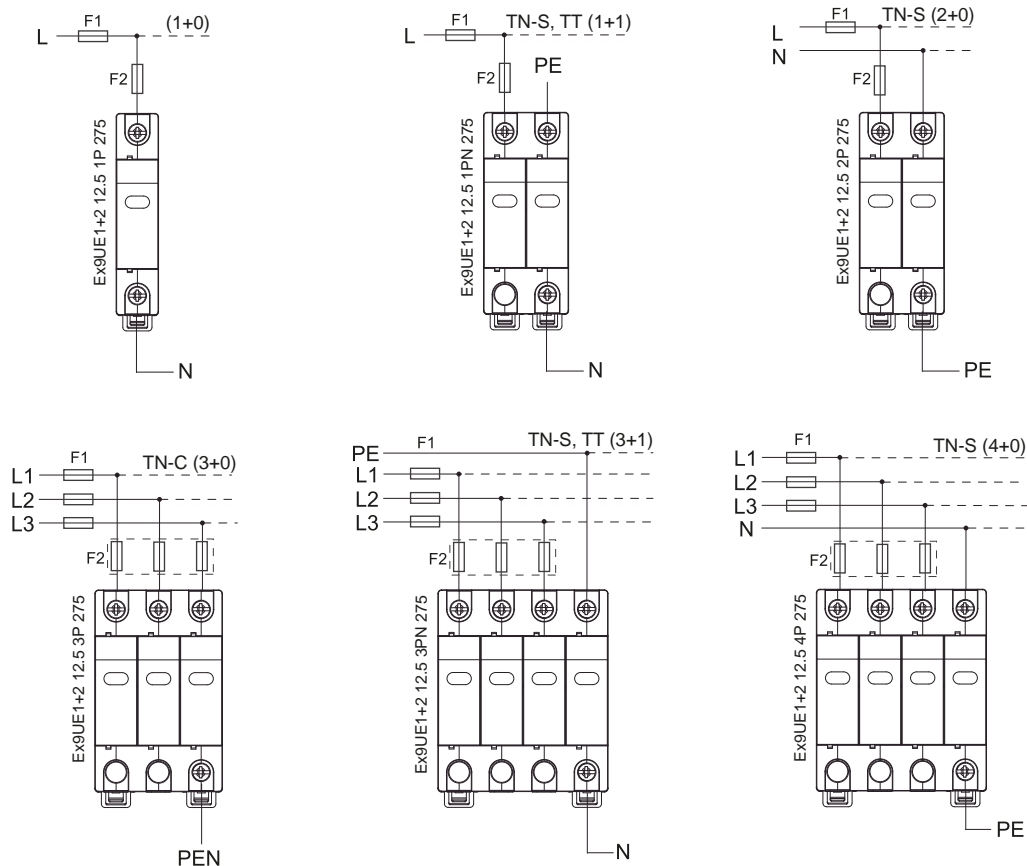 F1
L
(1+0)
F2
Ex9UE1+2 12.5 1P 275
N
F1
TN-S, TT (1+1)
L
F2
PE
Ex9UE1+2 12.5 1PN 275
N
F1
TN-S (2+0)
L
N
F2
Ex9UE1+2 12.5 2P 275
PE
F1
TN-C (3+0)
L1
L2
L3
F2
Ex9UE1+2 12.5 3P 275
PEN
PE
F1
TN-S, TT (3+1)
L1
L2
L3
F2
Ex9UE1+2 12.5 3PN 275
N
F1
TN-S (4+0)
L1
L2
L3
N
F2
Ex9UE1+2 12.5 4P 275
PE